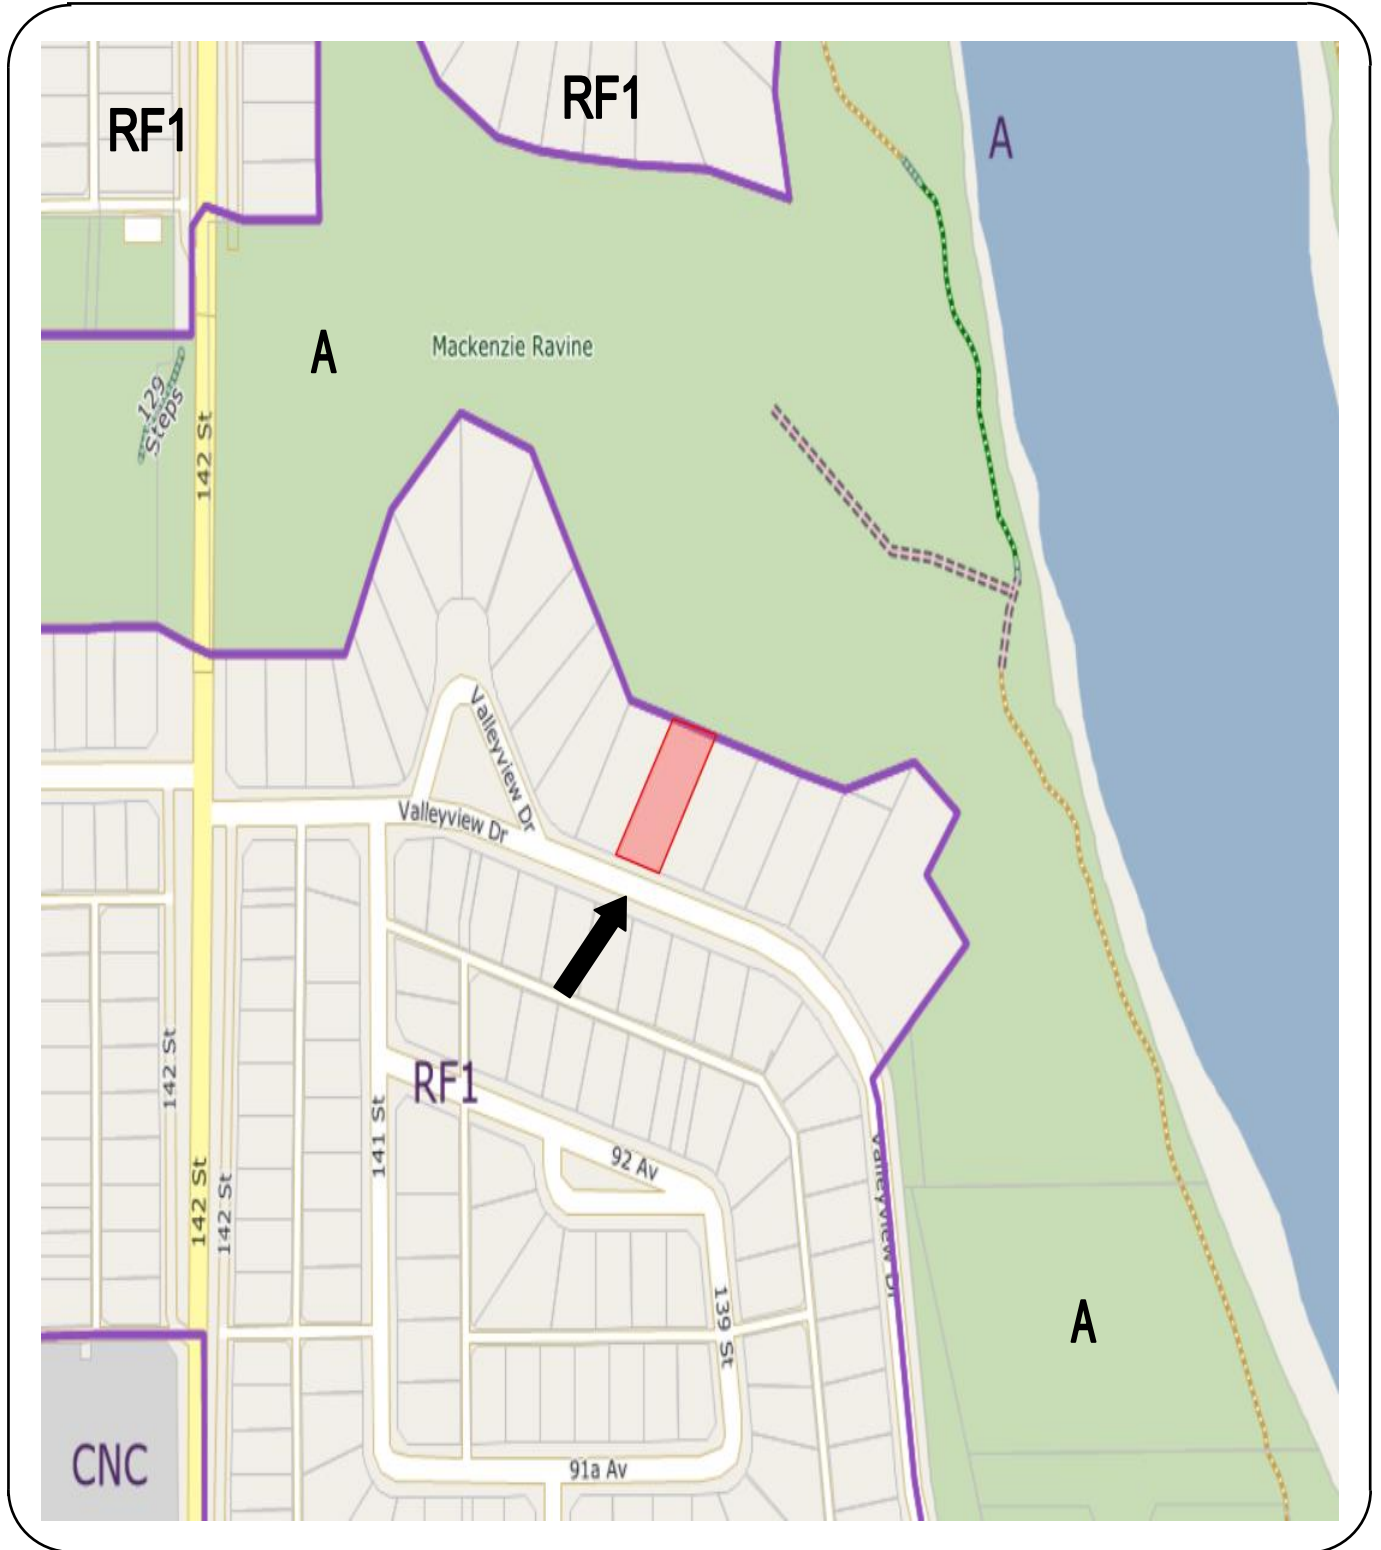 RF1
RF1
A
A
Mackenzie Ravine
129
Steps
142 St
Valleyview Dr
Valleyview Dr
142 St
RF1
141 St
92 Av
Valleyview Dr
142 St
142 St
139 St
A
CNC
91a Av